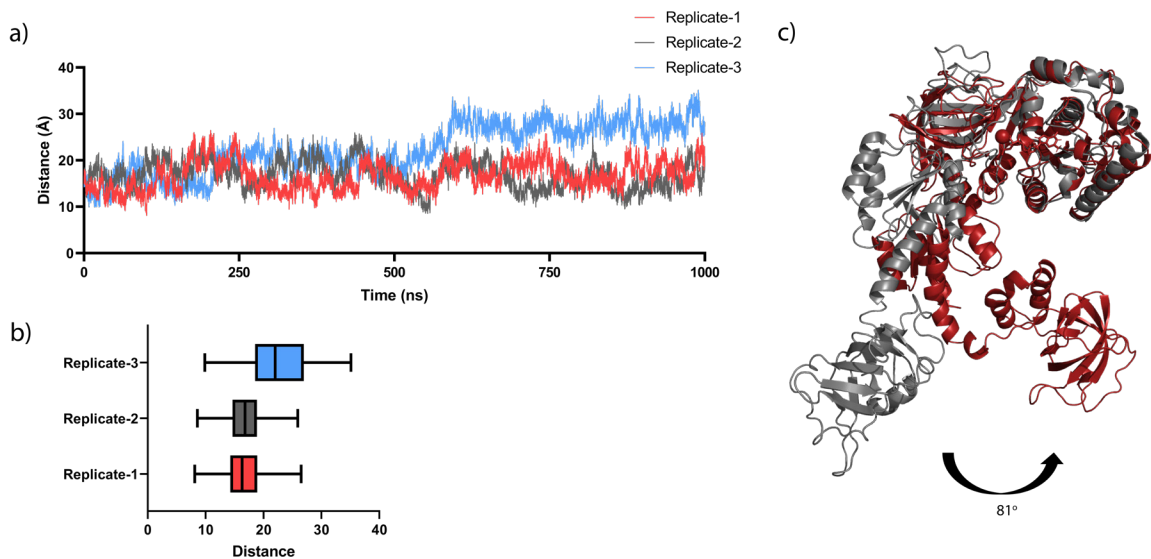 a)
Replicate-1
Replicate-2
Replicate-3
Distance (Å)
40
30
20
10
0
0
250
500
750
1000
Time (ns)
b)
Replicate-3
Replicate-2
Replicate-1
0
10
20
30
40
Distance
c)
81°